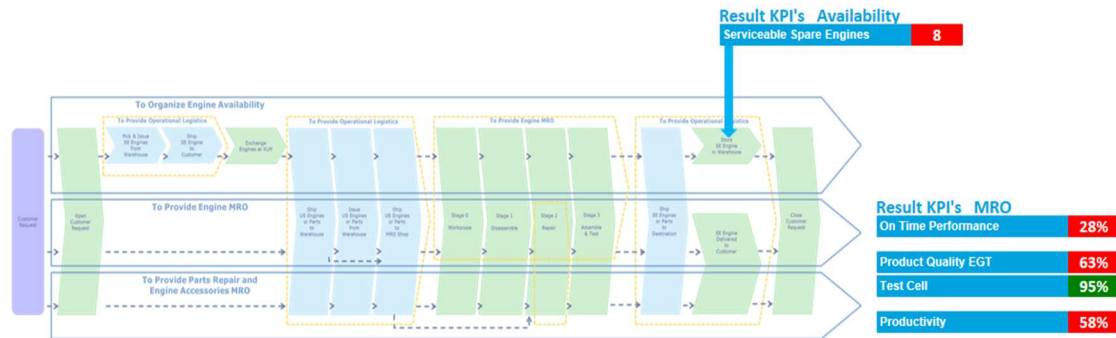 Result KPI's Availability
Serviceable Spare Engines 8
To Organize Engine Availability
To Provide Operational Logistics
To Provide Operational Logistics
To Provide Engine MRO
To Provide Operational Logistics
Pick & Issue
SE Engines
from
Warehouse
Ship
SE Engine
to
Customer
Exchange
Engines at KLM
Store
SE Engine
in Warehouse
Customer
Request
Open
Customer
Request
To Provide Engine MRO
Ship
US Engines
or Parts
to
Warehouse
Issue
US Engines
or Parts
from
Warehouse
Ship
US Engines
or Parts
to
MRO Shop
Stage 0
Workscope
Stage 1
Disassemble
Stage 2
Repair
Stage 3
Assemble
& Test
Ship
SE Engines
or Parts
to
Destination
SE Engine
Delivered
to
Customer
Close
Customer
Request
To Provide Parts Repair and
Engine Accessories MRO
Result KPI's MRO
On Time Performance 28%
Product Quality EGT 63%
Test Cell 95%
Productivity 58%